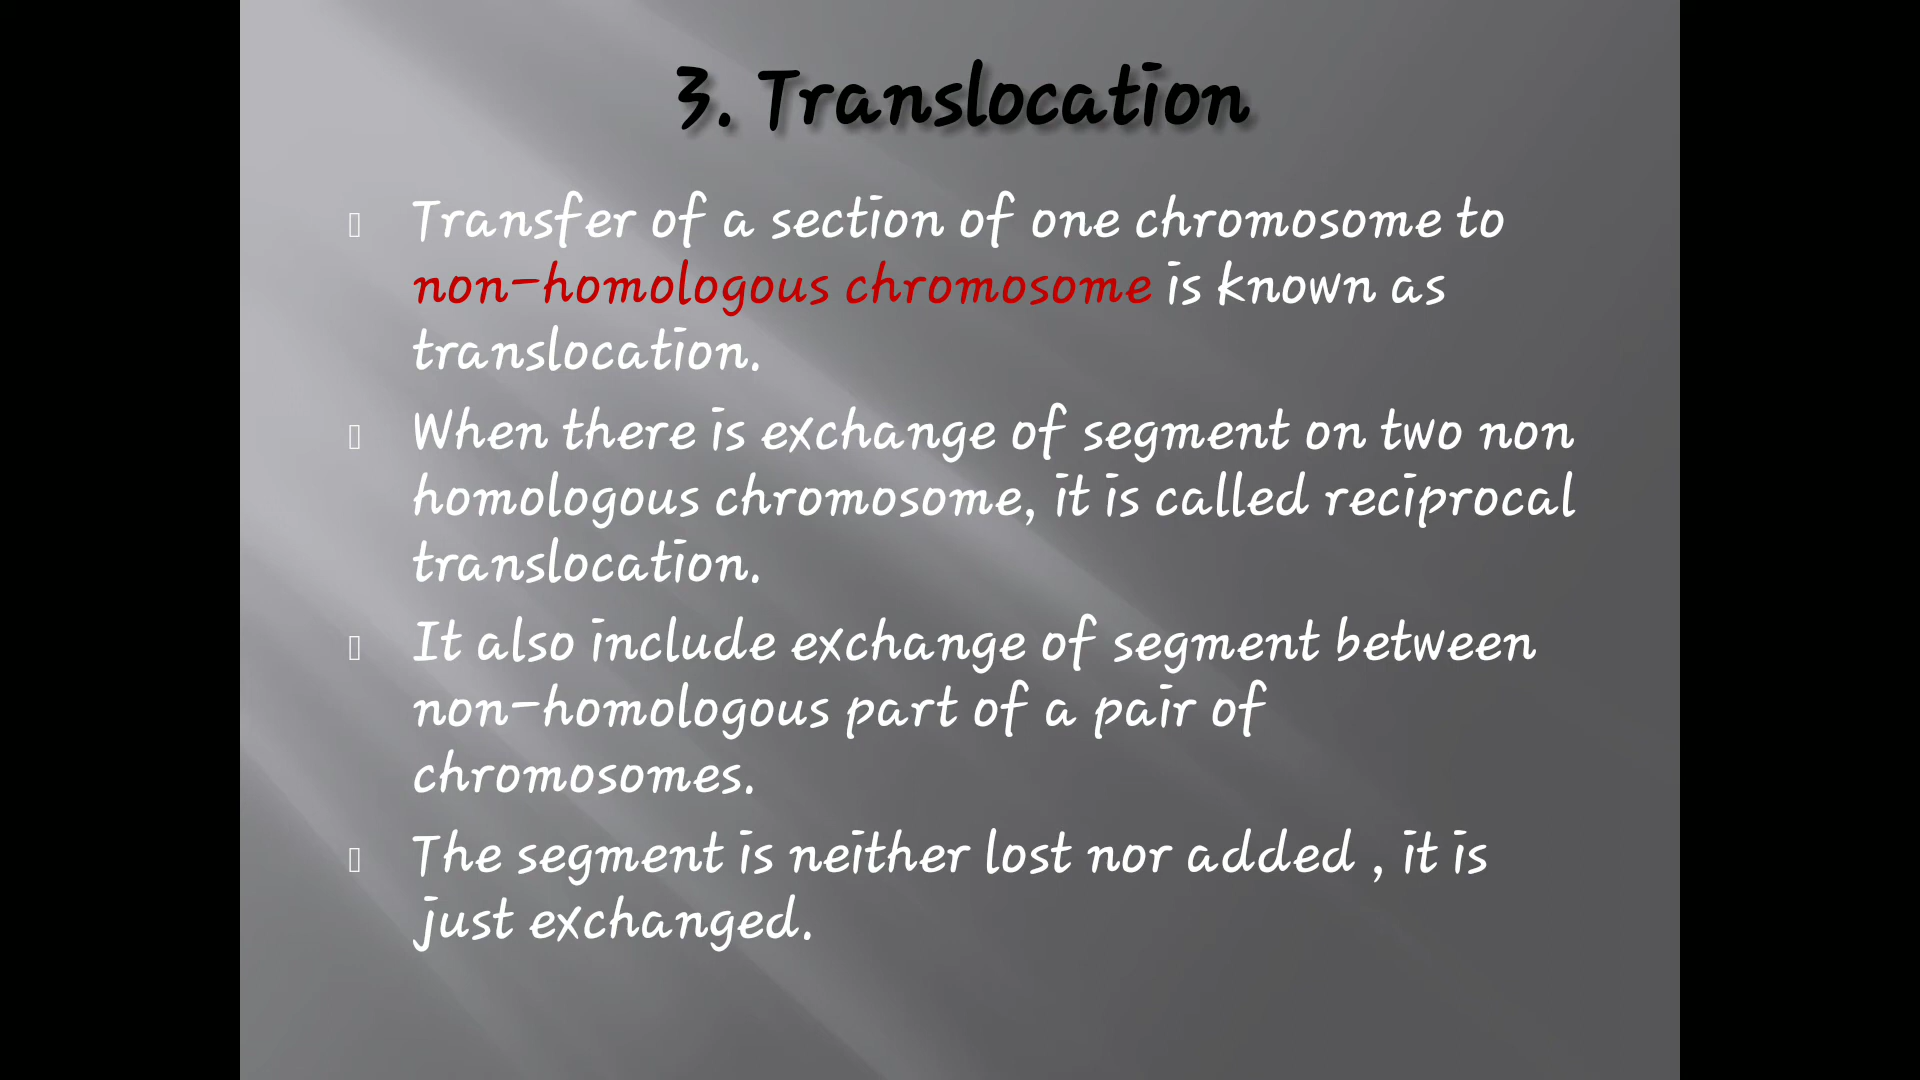 3. Translocation
Transfer of a section of one chromosome to
non-homologous chromosome is known as
translocation.
When there is exchange of segment on two non
homologous chromosome, it is called reciprocal
translocation.
It also include exchange of segment between
non-homologous part of a pair of
chromosomes.
The segment is neither lost nor added , it is
just exchanged.